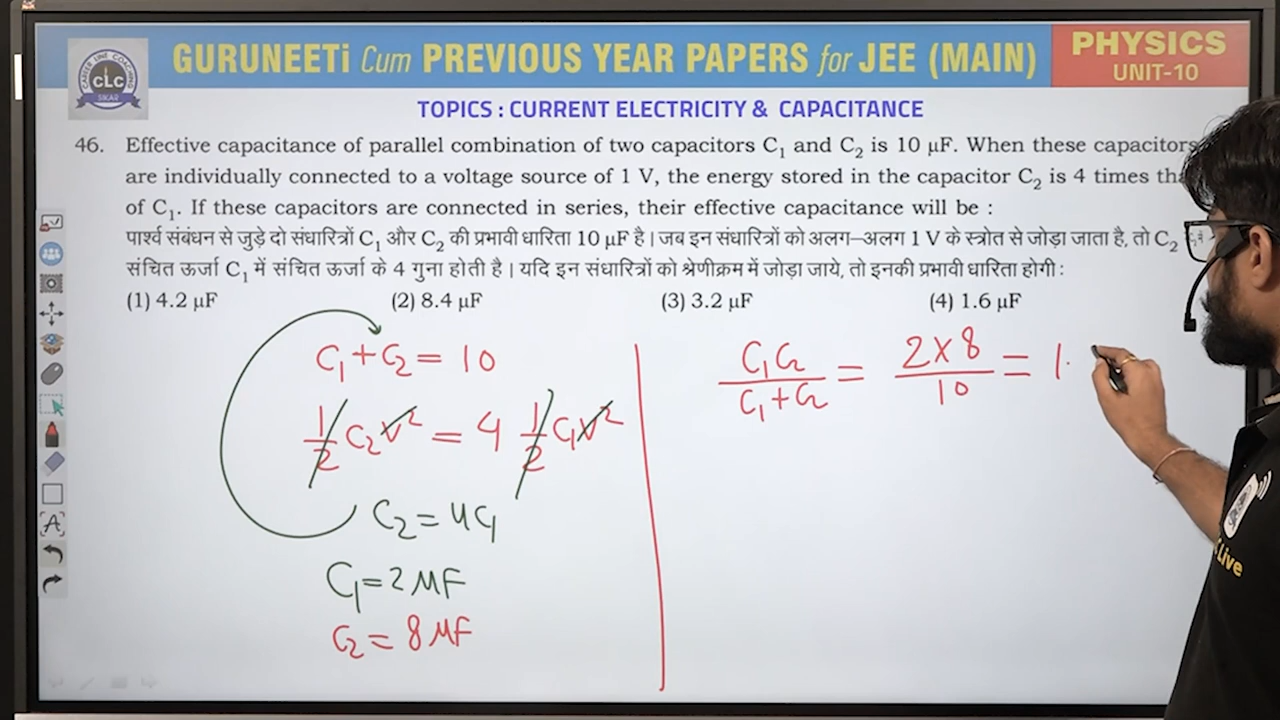 GURUNEETi Cum PREVIOUS YEAR PAPERS for JEE (MAIN)
PHYSICS
UNIT-10
CLC
SIKAR
TOPICS : CURRENT ELECTRICITY & CAPACITANCE
46. Effective capacitance of parallel combination of two capacitors C₁ and C₂ is 10 μF. When these capacitors
are individually connected to a voltage source of 1 V, the energy stored in the capacitor C₂ is 4 times
of C₁. If these capacitors are connected in series, their effective capacitance will be :
पार्श्व संबंधन से जुड़े दो संधारित्रों C₁ और C₂ की प्रभावी धारिता 10 μF है। जब इन संधारित्रों को अलग–अलग 1 V के स्त्रोत से जोड़ा जाता है, तो C₂
संचित ऊर्जा C₁ में संचित ऊर्जा के 4 गुना होती है। यदि इन संधारित्रों को श्रेणीक्रम में जोड़ा जाये, तो इनकी प्रभावी धारिता होगी :
(1) 4.2 μF (2) 8.4 μF (3) 3.2 μF (4) 1.6 μF
C₁+C₂ = 10
1/2 C₂V² = 4 1/2 C₁V²
C₂ = 4C₁
C₁ = 2 μF
C₂ = 8 μF
C₁C₂/C₁+C₂ = 2×8/10 = 1.
Live